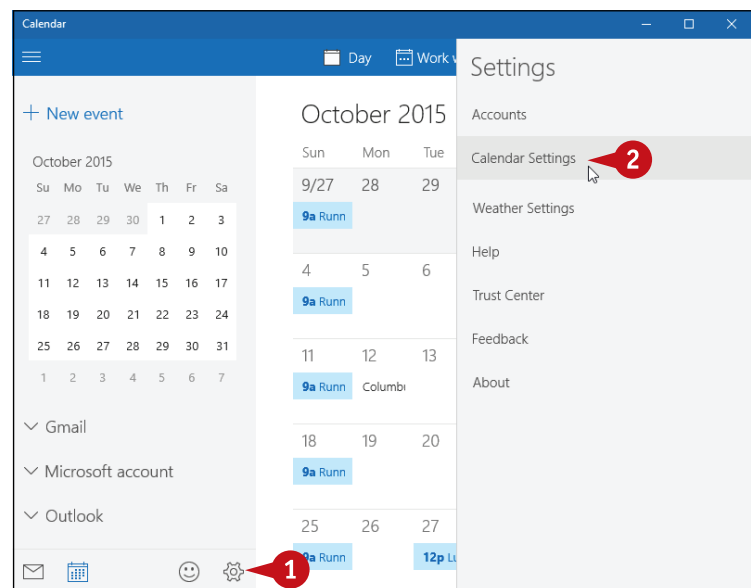 Calendar
Day
Work w
Settings
+ New event
October 2015
Su Mo Tu We Th Fr Sa
27 28 29 30 1 2 3
4 5 6 7 8 9 10
11 12 13 14 15 16 17
18 19 20 21 22 23 24
25 26 27 28 29 30 31
1 2 3 4 5 6 7
Gmail
Microsoft account
Outlook
October 2015
Sun Mon Tue
9/27 28 29
9a Runn
4 5 6
9a Runn
11 12 13
9a Runn Columbu
18 19 20
9a Runn
25 26 27
9a Runn 12p Lu
Accounts
Calendar Settings
2
Weather Settings
Help
Trust Center
Feedback
About
1